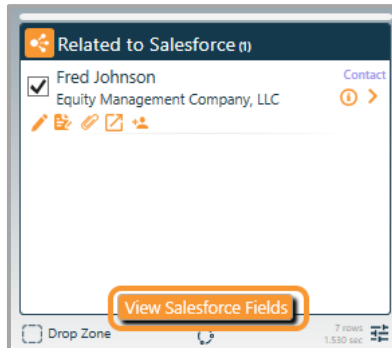 Related to Salesforce (1)
Fred Johnson
Contact
Equity Management Company, LLC
View Salesforce Fields
Drop Zone
7 rows
1.530 sec